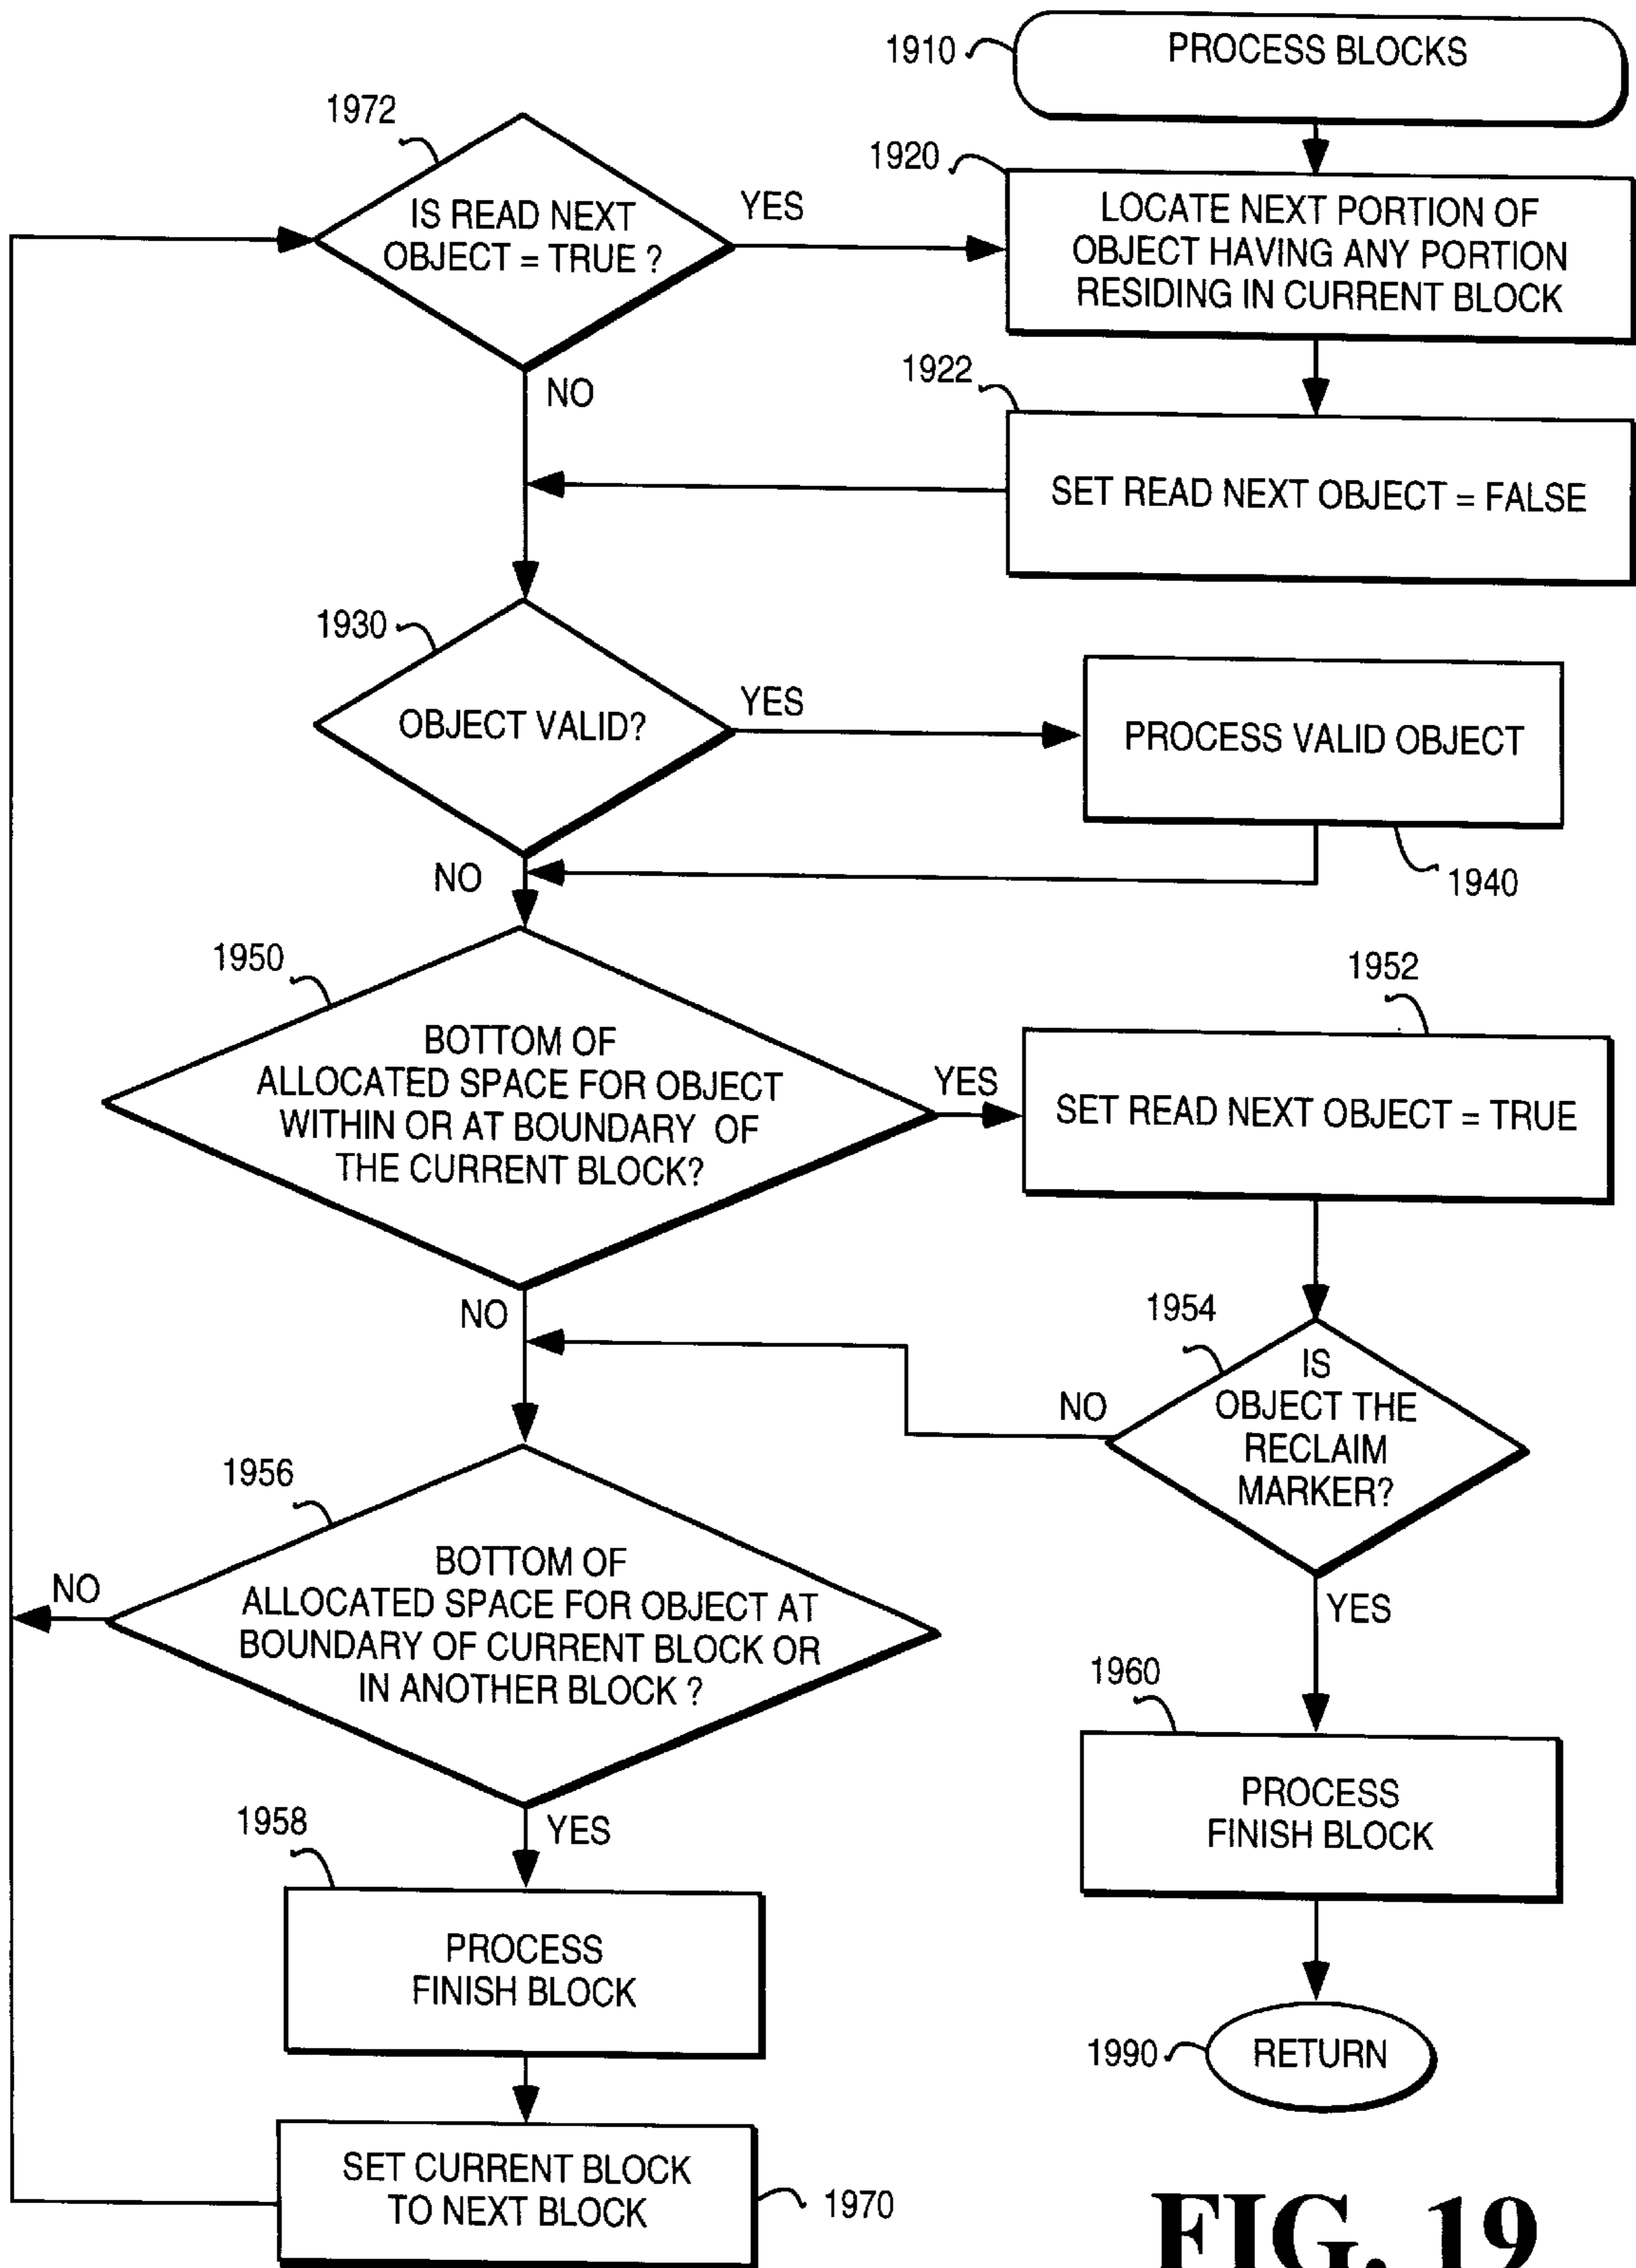 1910
PROCESS BLOCKS
1972
IS READ NEXT
OBJECT = TRUE ?
YES
NO
1920
LOCATE NEXT PORTION OF
OBJECT HAVING ANY PORTION
RESIDING IN CURRENT BLOCK
1922
SET READ NEXT OBJECT = FALSE
1930
OBJECT VALID?
YES
NO
PROCESS VALID OBJECT
1940
1950
BOTTOM OF
ALLOCATED SPACE FOR OBJECT
WITHIN OR AT BOUNDARY OF
THE CURRENT BLOCK?
YES
NO
1952
SET READ NEXT OBJECT = TRUE
1954
IS
OBJECT THE
RECLAIM
MARKER?
NO
YES
1956
BOTTOM OF
ALLOCATED SPACE FOR OBJECT AT
BOUNDARY OF CURRENT BLOCK OR
IN ANOTHER BLOCK ?
NO
YES
1960
PROCESS
FINISH BLOCK
1958
PROCESS
FINISH BLOCK
1990
RETURN
SET CURRENT BLOCK
TO NEXT BLOCK
1970
FIG. 19